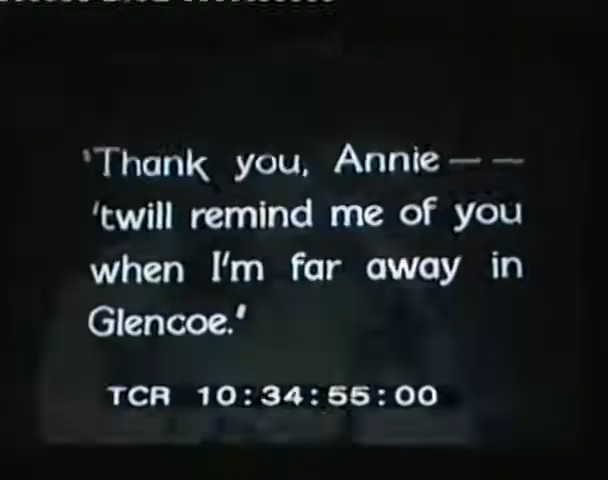 'Thank you, Annie — —
'twill remind me of you
when I'm far away in
Glencoe.'
TCR 10:34:55:00